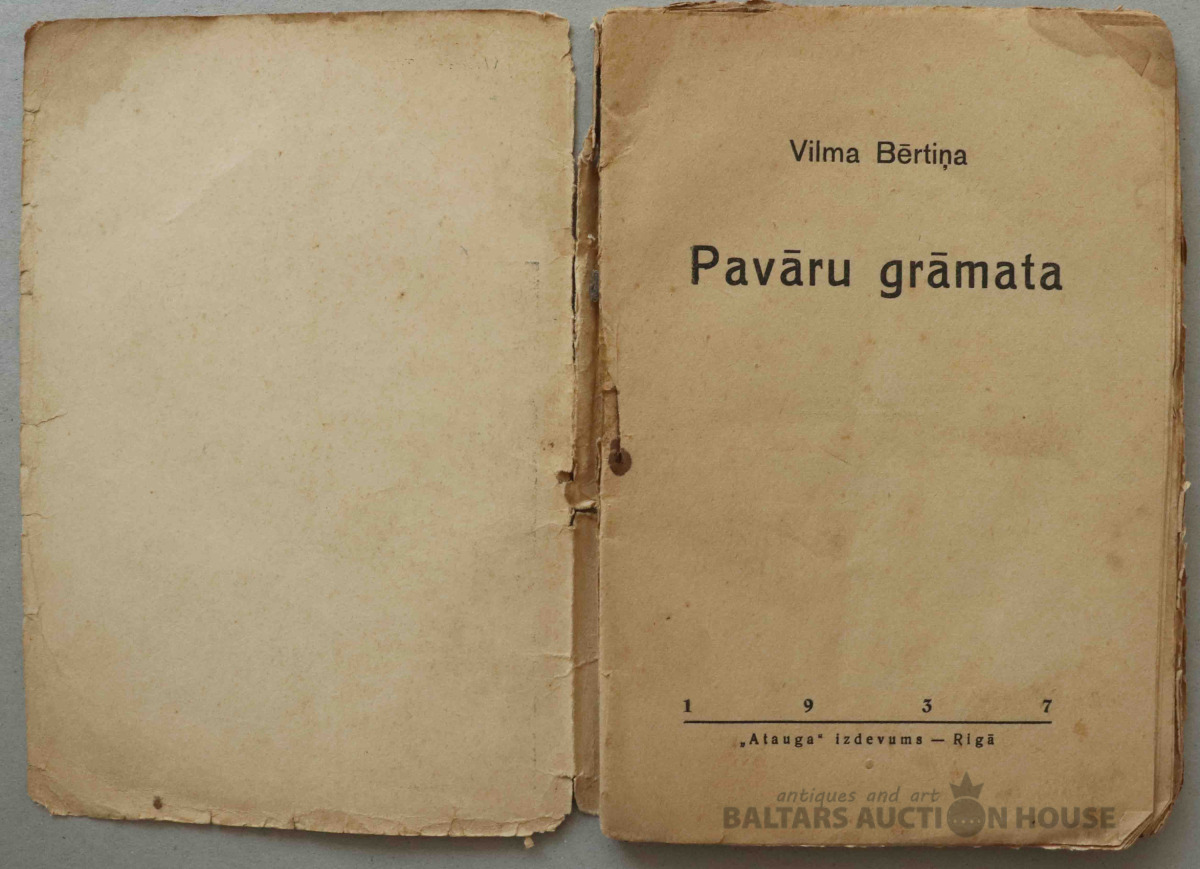 Vilma Bērtiņa
Pavāru grāmata
1 9 3 7
„Atauga“ izdevums — Rīgā
antiques and art
BALTARS AUCTION HOUSE